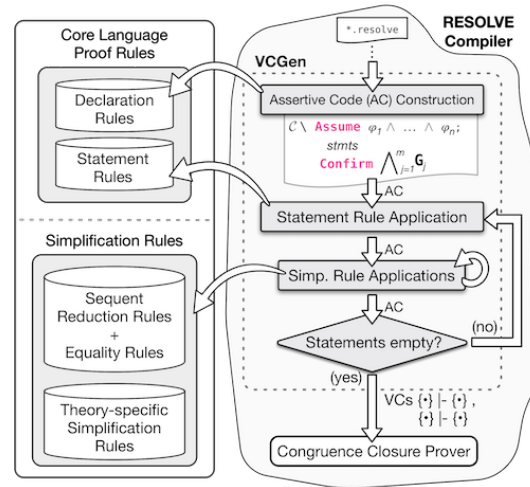 Core Language
Proof Rules
Declaration
Rules
Statement
Rules
Simplification Rules
Sequent
Reduction Rules
+
Equality Rules
Theory-specific
Simplification
Rules
*.resolve
RESOLVE
Compiler
VCGen
Assertive Code (AC) Construction
C \ Assume φ₁ ∧ ... ∧ φₙ;
stmts
Confirm ⋀ᵐⱼ₌₁ Gⱼ
AC
Statement Rule Application
AC
Simp. Rule Applications
AC
Statements empty?
(no)
(yes)
VCs {•} |- {•} ,
{•} |- {•}
Congruence Closure Prover